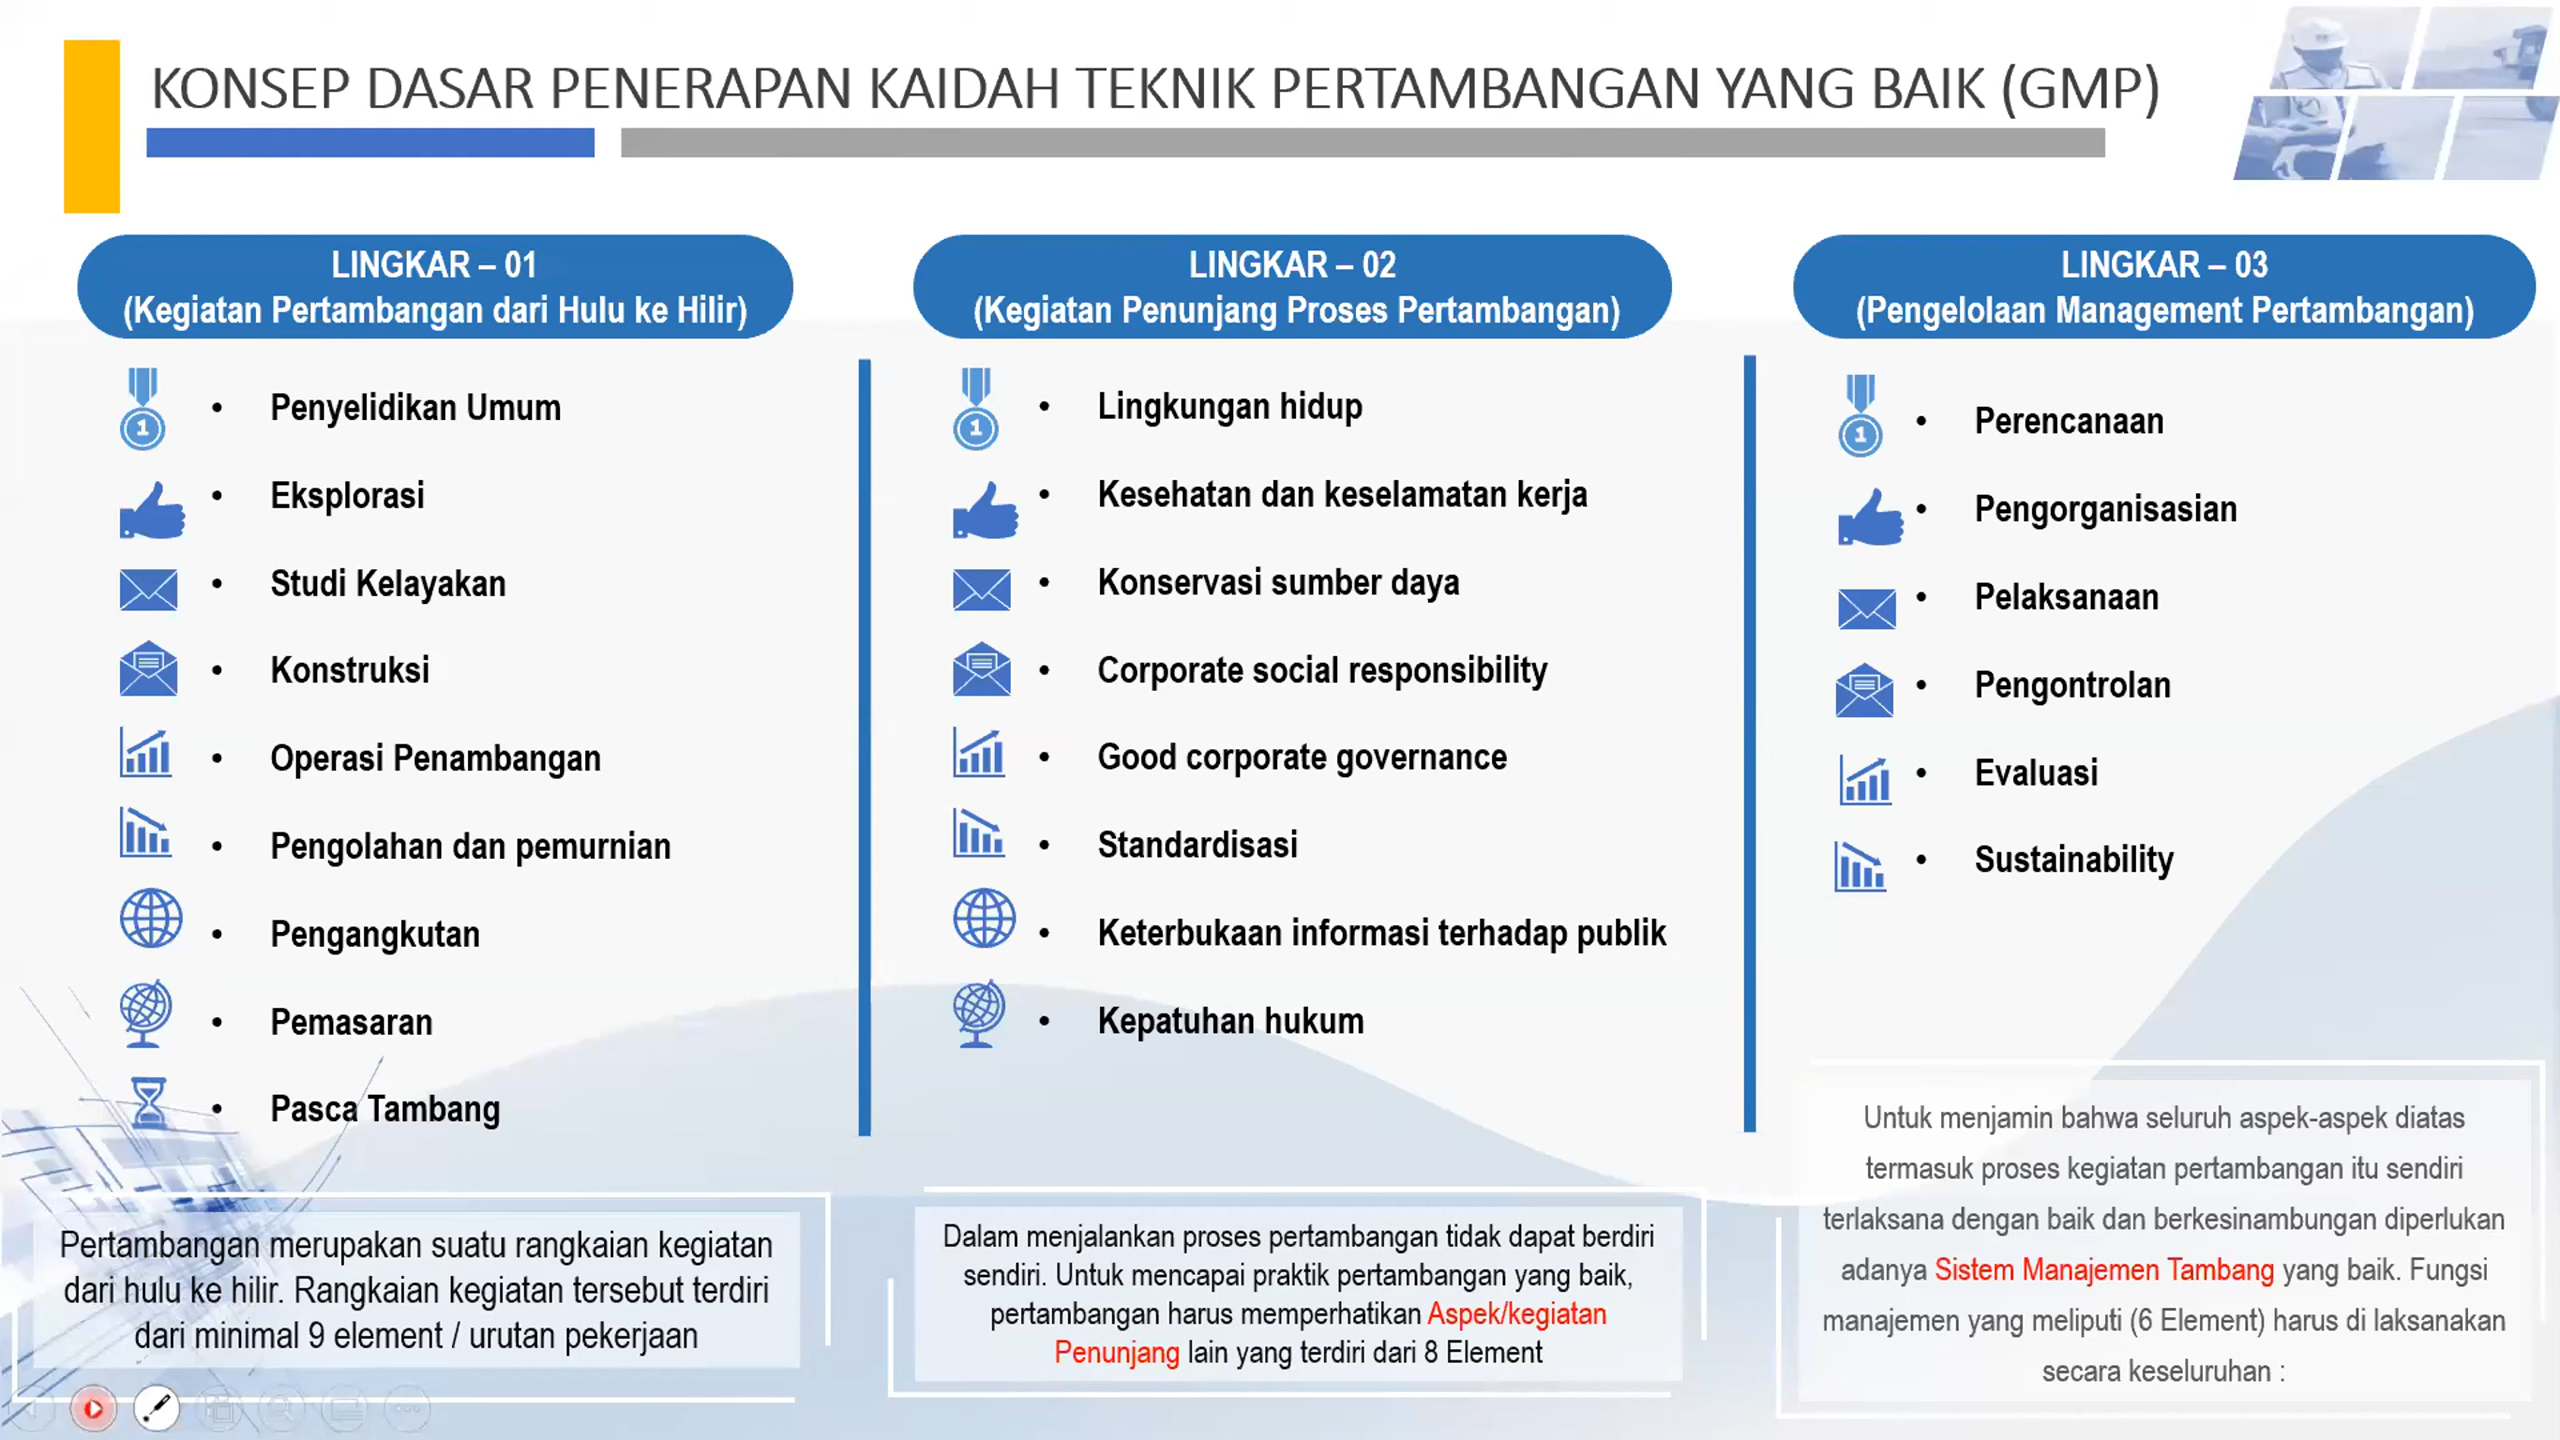 KONSEP DASAR PENERAPAN KAIDAH TEKNIK PERTAMBANGAN YANG BAIK (GMP)
LINGKAR – 01
(Kegiatan Pertambangan dari Hulu ke Hilir)
1
• Penyelidikan Umum
• Eksplorasi
• Studi Kelayakan
• Konstruksi
• Operasi Penambangan
• Pengolahan dan pemurnian
• Pengangkutan
• Pemasaran
• Pasca Tambang
Pertambangan merupakan suatu rangkaian kegiatan
dari hulu ke hilir. Rangkaian kegiatan tersebut terdiri
dari minimal 9 element / urutan pekerjaan
LINGKAR – 02
(Kegiatan Penunjang Proses Pertambangan)
1
• Lingkungan hidup
• Kesehatan dan keselamatan kerja
• Konservasi sumber daya
• Corporate social responsibility
• Good corporate governance
• Standardisasi
• Keterbukaan informasi terhadap publik
• Kepatuhan hukum
Dalam menjalankan proses pertambangan tidak dapat berdiri
sendiri. Untuk mencapai praktik pertambangan yang baik,
pertambangan harus memperhatikan Aspek/kegiatan
Penunjang lain yang terdiri dari 8 Element
LINGKAR – 03
(Pengelolaan Management Pertambangan)
1
• Perencanaan
• Pengorganisasian
• Pelaksanaan
• Pengontrolan
• Evaluasi
• Sustainability
Untuk menjamin bahwa seluruh aspek-aspek diatas
termasuk proses kegiatan pertambangan itu sendiri
terlaksana dengan baik dan berkesinambungan diperlukan
adanya Sistem Manajemen Tambang yang baik. Fungsi
manajemen yang meliputi (6 Element) harus di laksanakan
secara keseluruhan :